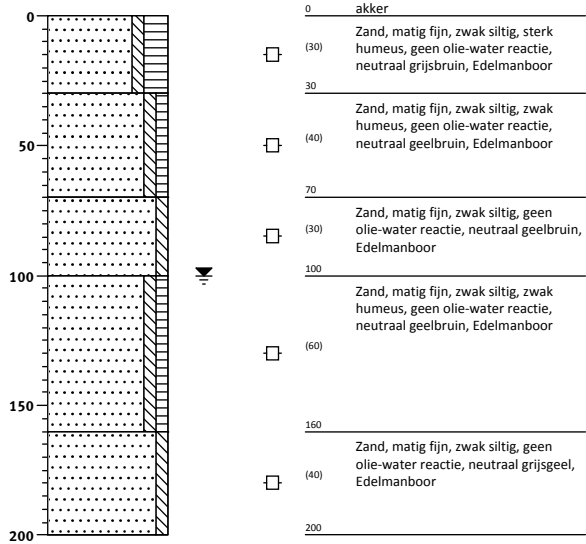 0
50
100
150
200
0 akker
(30)
Zand, matig fijn, zwak siltig, sterk
humeus, geen olie-water reactie,
neutraal grijsbruin, Edelmanboor
30
(40)
Zand, matig fijn, zwak siltig, zwak
humeus, geen olie-water reactie,
neutraal geelbruin, Edelmanboor
70
(30)
Zand, matig fijn, zwak siltig, geen
olie-water reactie, neutraal geelbruin,
Edelmanboor
100
(60)
Zand, matig fijn, zwak siltig, zwak
humeus, geen olie-water reactie,
neutraal geelbruin, Edelmanboor
160
(40)
Zand, matig fijn, zwak siltig, geen
olie-water reactie, neutraal grijsgeel,
Edelmanboor
200